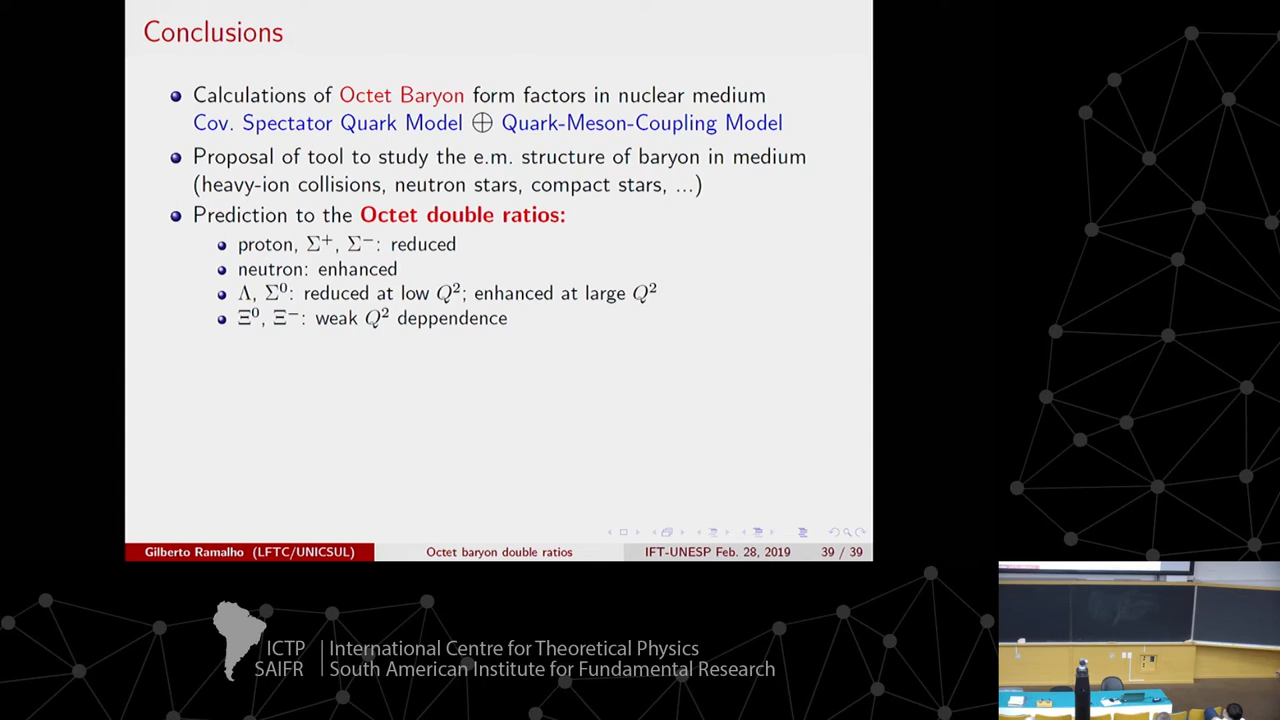 Conclusions
Calculations of Octet Baryon form factors in nuclear medium
Cov. Spectator Quark Model ⊕ Quark-Meson-Coupling Model
Proposal of tool to study the e.m. structure of baryon in medium
(heavy-ion collisions, neutron stars, compact stars, ...)
Prediction to the Octet double ratios:
proton, Σ⁺, Σ⁻: reduced
neutron: enhanced
Λ, Σ⁰: reduced at low Q²; enhanced at large Q²
Ξ⁰, Ξ⁻: weak Q² deppendence
Gilberto Ramalho (LFTC/UNICSUL) Octet baryon double ratios IFT-UNESP Feb. 28, 2019 39 / 39
ICTP International Centre for Theoretical Physics
SAIFR South American Institute for Fundamental Research